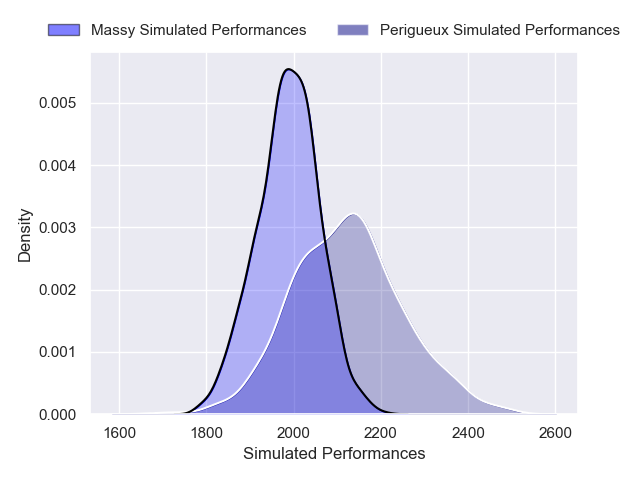 Massy Simulated Performances Perigueux Simulated Performances
0.005
0.004
0.003
0.002
0.001
0.000
Density
1600 1800 2000 2200 2400 2600
Simulated Performances